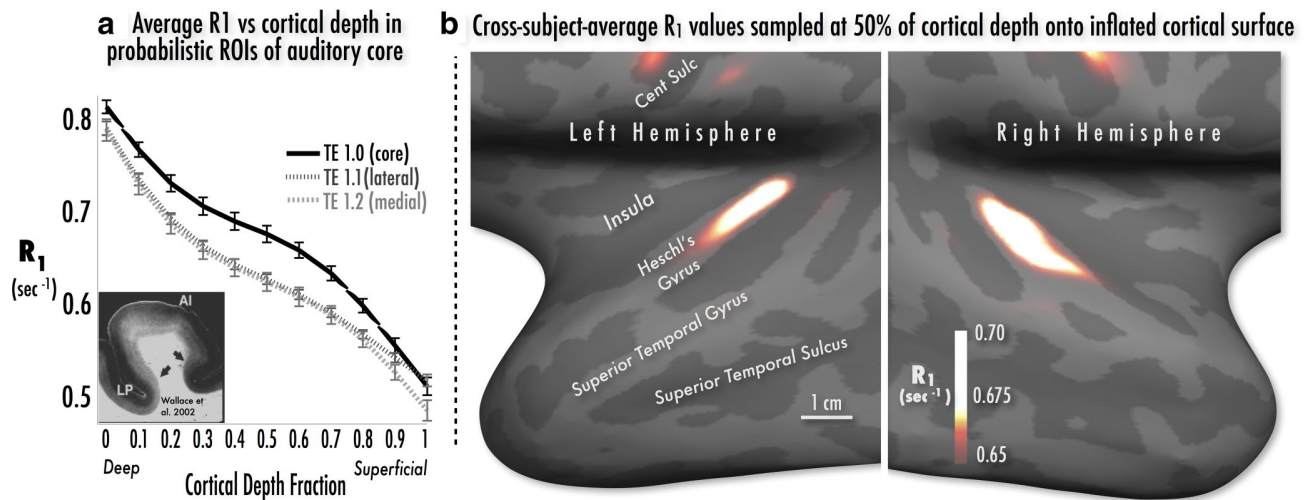 a Average R1 vs cortical depth in
probabilistic ROIs of auditory core
0.8
0.7
0.6
0.5
R1
(sec -1)
TE 1.0 (core)
TE 1.1(lateral)
TE 1.2 (medial)
AI
LP
Wallace et
al. 2002
0 0.1 0.2 0.3 0.4 0.5 0.6 0.7 0.8 0.9 1
Deep Superficial
Cortical Depth Fraction
b Cross-subject-average R1 values sampled at 50% of cortical depth onto inflated cortical surface
Cent Sulc
Left Hemisphere
Insula
Heschl's
Gyrus
Superior Temporal Gyrus
Superior Temporal Sulcus
1 cm
Right Hemisphere
R1
(sec -1)
0.70
0.675
0.65